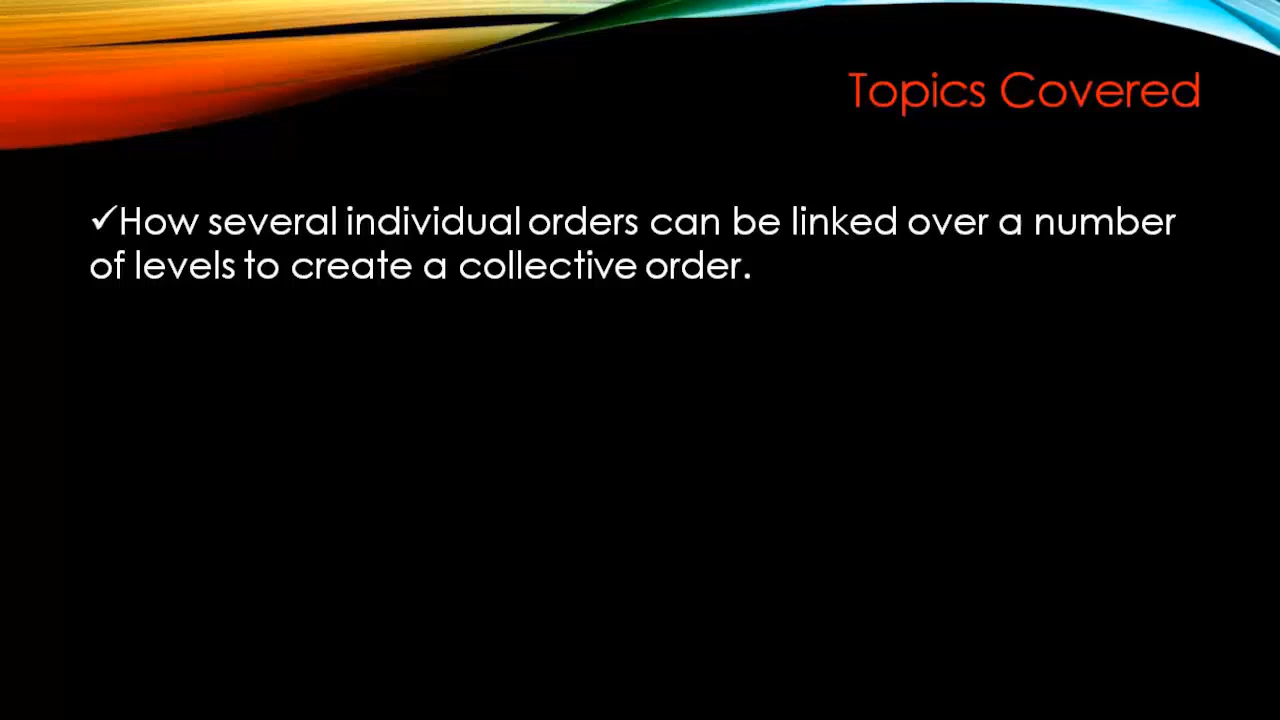 Topics Covered
✓How several individual orders can be linked over a number
of levels to create a collective order.